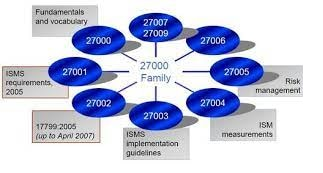 Fundamentals
and vocabulary
27007
27009
27000
27006
ISMS
requirements,
2005
27001
27000
Family
27005
Risk
management
27002
27004
17799:2005
(up to April 2007)
27003
ISMS
implementation
guidelines
ISM
measurements